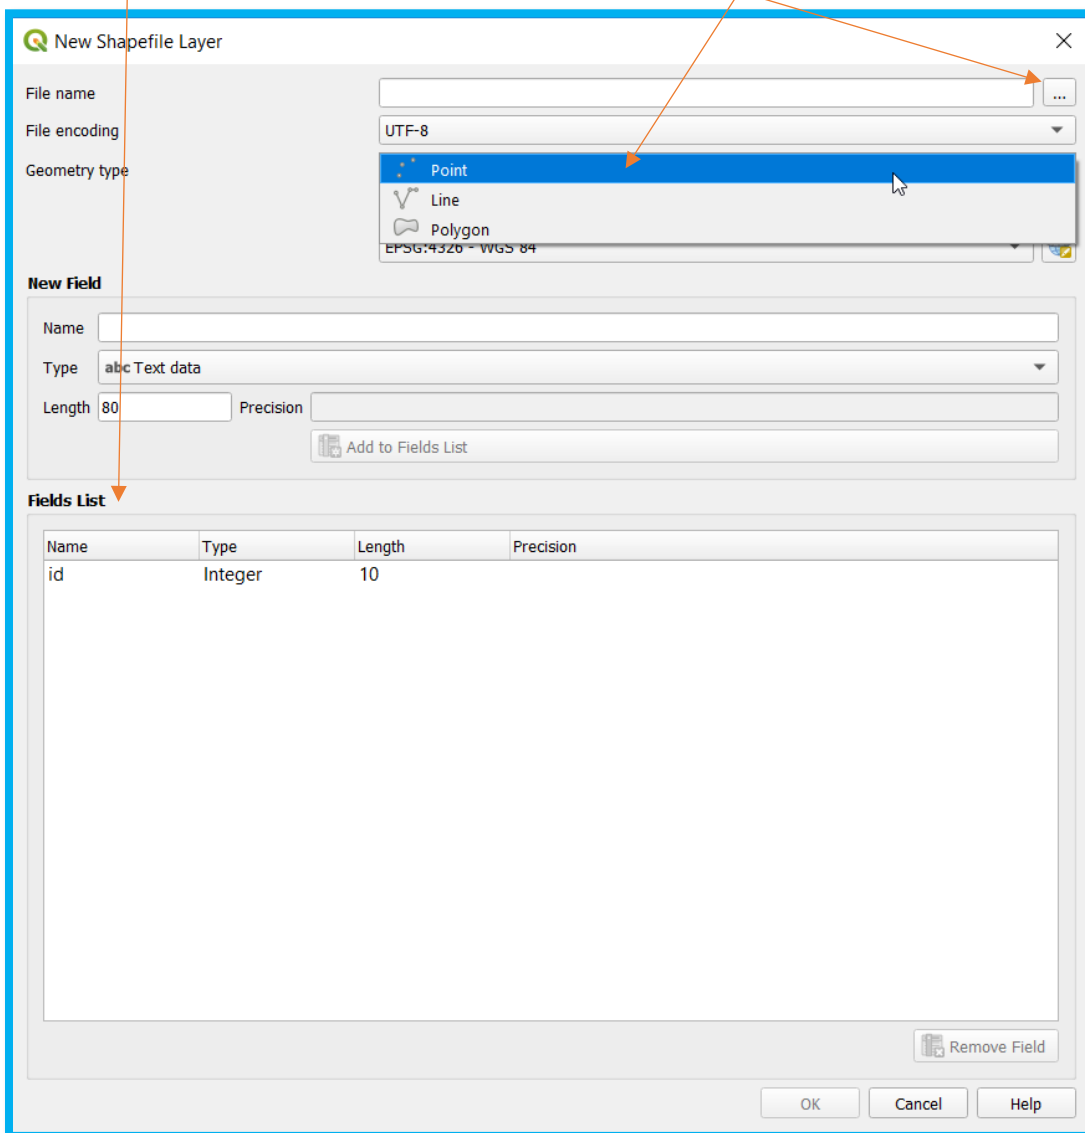 New Shapefile Layer
File name
...
File encoding UTF-8
Geometry type Point
Line
Polygon
EPSG:4326 - WGS 84
New Field
Name
Type abc Text data
Length 80 Precision
Add to Fields List
Fields List
Name Type Length Precision
id Integer 10
Remove Field
OK Cancel Help